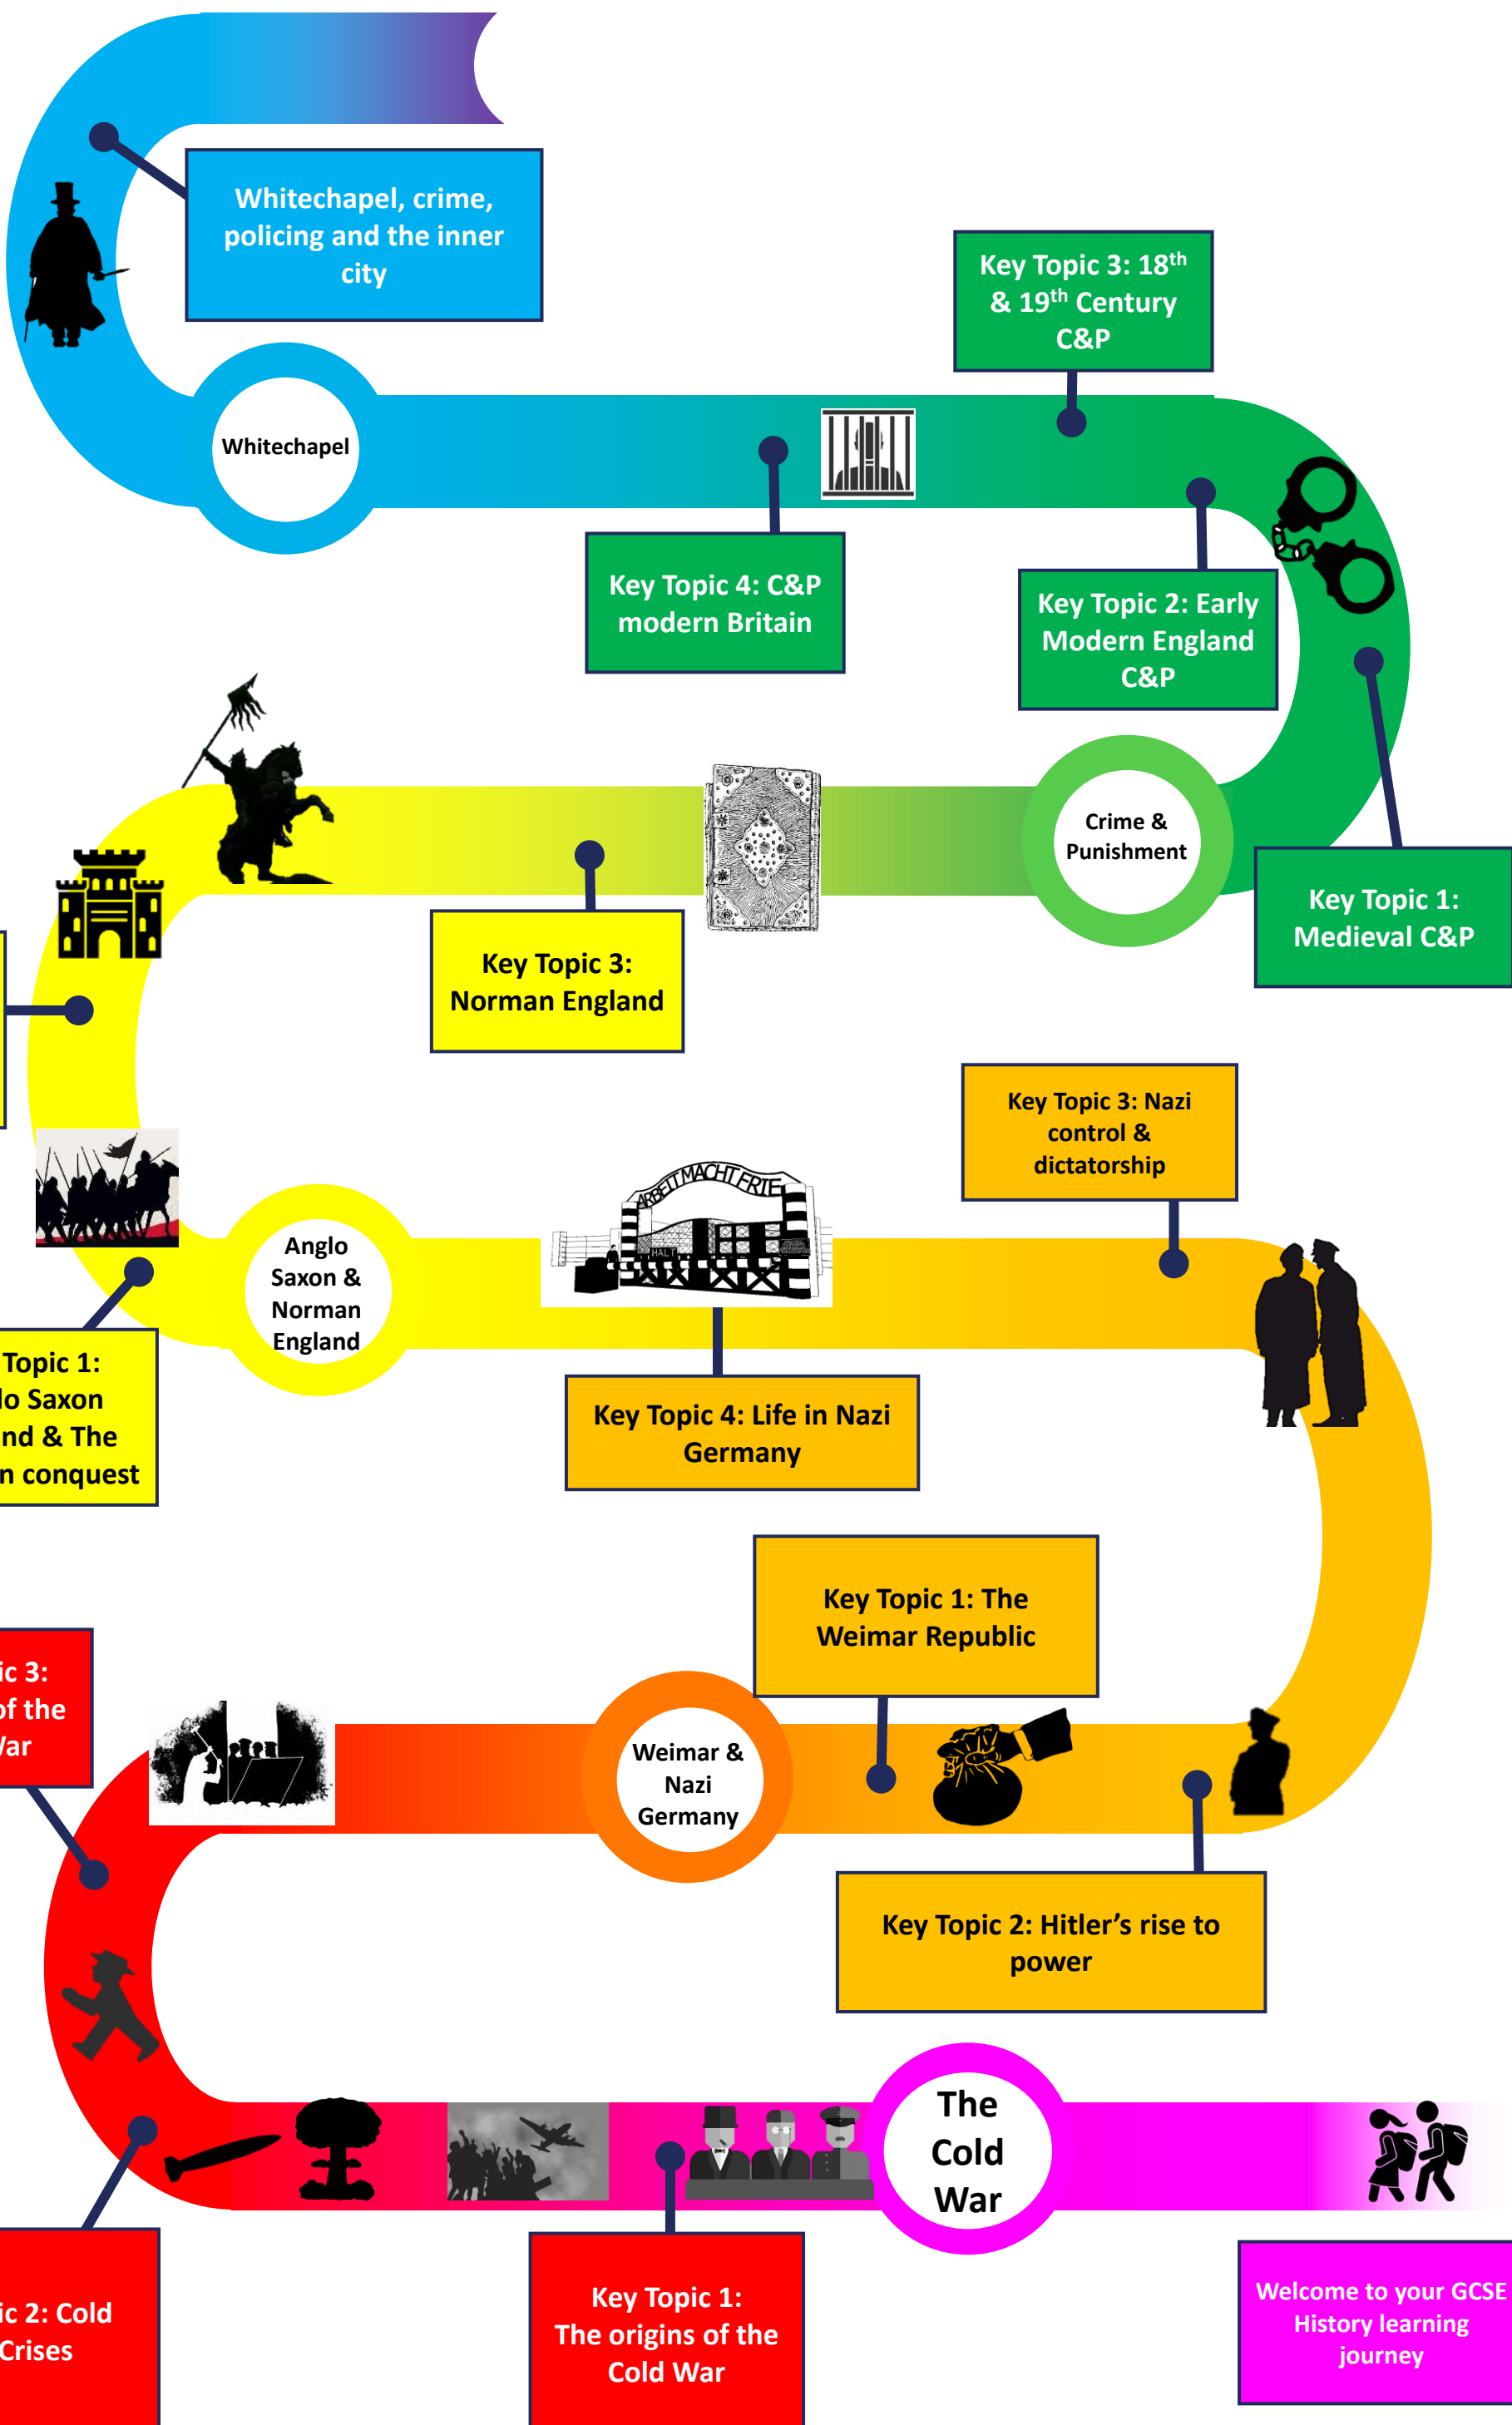 Whitechapel, crime,
policing and the inner
city
Key Topic 3: 18th
& 19th Century
C&P
Whitechapel
Key Topic 4: C&P
modern Britain
Key Topic 2: Early
Modern England
C&P
Crime &
Punishment
Key Topic 1:
Medieval C&P
Key Topic 3:
Norman England
Key Topic 3: Nazi
control &
dictatorship
ARBEIT MACHT FRIE
HALT
Anglo
Saxon &
Norman
England
Topic 1:
lo Saxon
nd & The
n conquest
Key Topic 4: Life in Nazi
Germany
Key Topic 1: The
Weimar Republic
ic 3:
of the
War
Weimar &
Nazi
Germany
Key Topic 2: Hitler’s rise to
power
The
Cold
War
ic 2: Cold
Crises
Key Topic 1:
The origins of the
Cold War
Welcome to your GCSE
History learning
journey